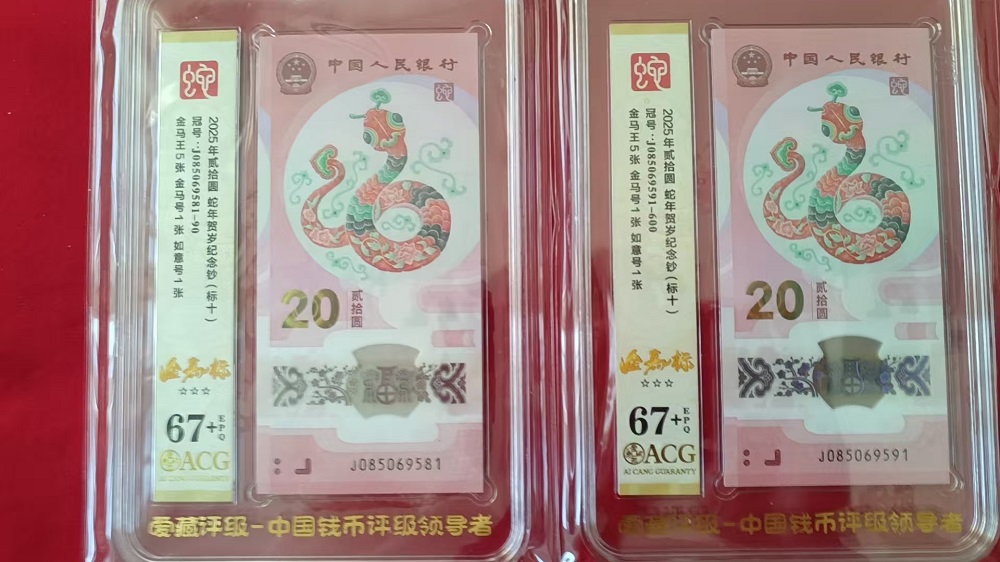 蛇
2025年贰拾圆 蛇年贺岁纪念钞（标十）
冠号：J085069581-90
金马王5张 金马号1张 如意号1张
☆☆☆
67+EPQ
ACG
AI CANG GUARANTY
中国人民银行
蛇
20
贰拾圆
J085069581
爱藏评级-中国钱币评级领导者
蛇
2025年贰拾圆 蛇年贺岁纪念钞（标十）
冠号：J085069591-600
金马王5张 金马号1张 如意号1张
☆☆☆
67+EPQ
ACG
AI CANG GUARANTY
中国人民银行
蛇
20
贰拾圆
J085069591
爱藏评级-中国钱币评级领导者